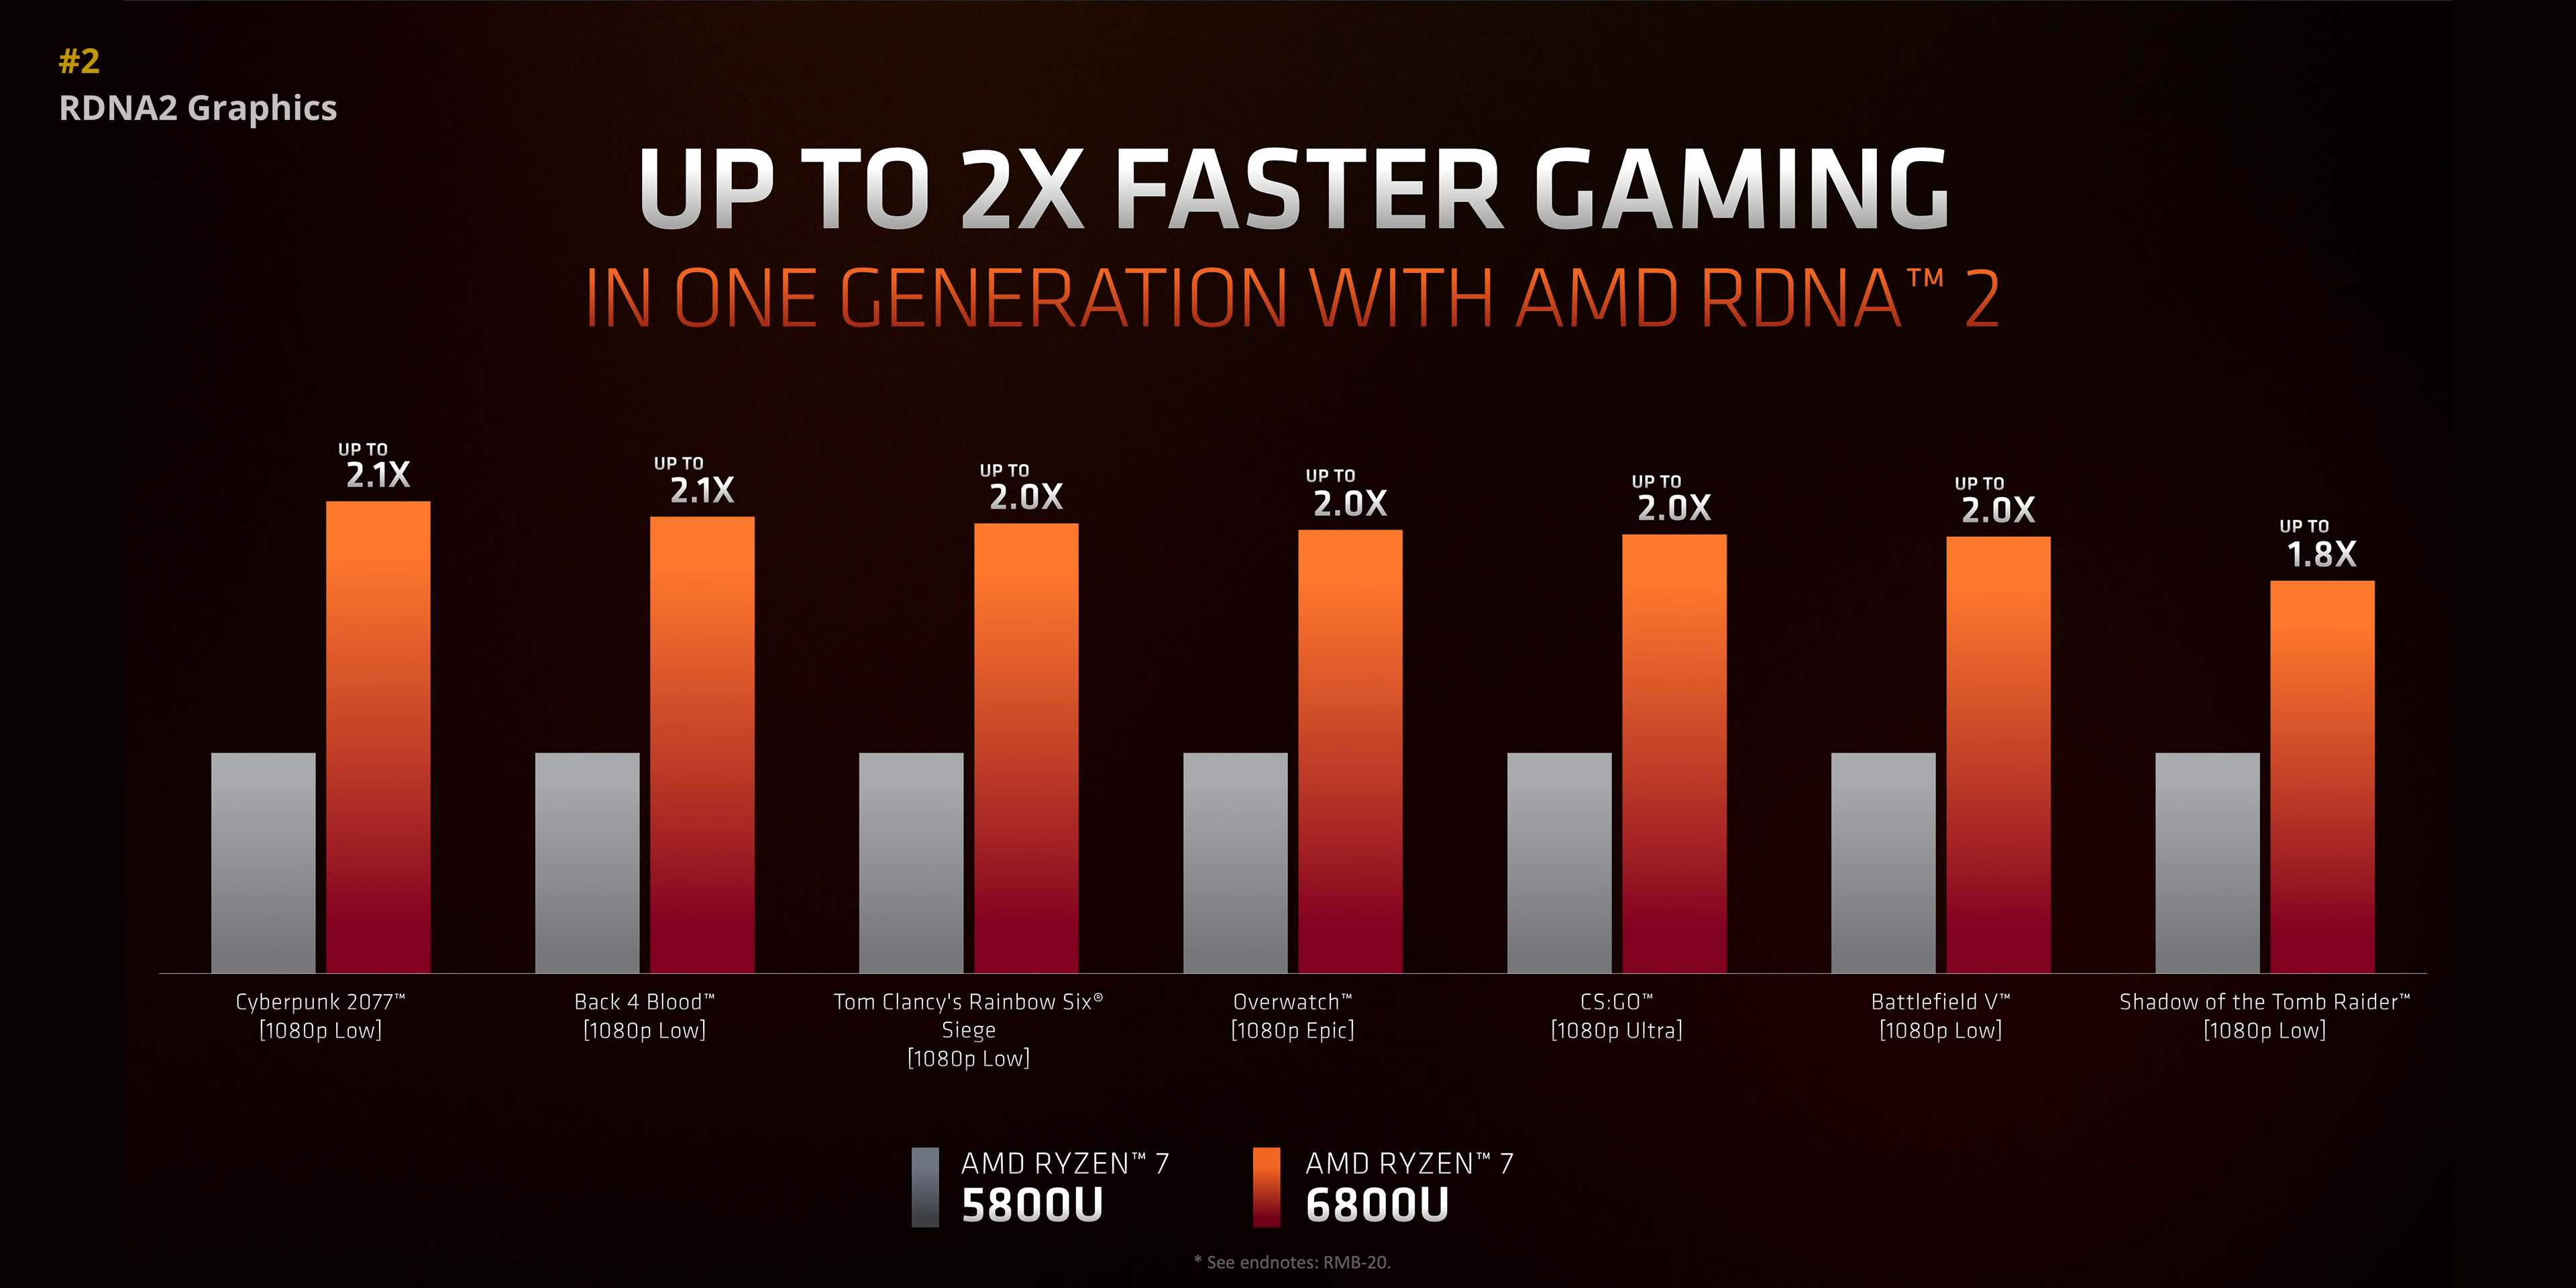 #2
RDNA2 Graphics
UP TO 2X FASTER GAMING
IN ONE GENERATION WITH AMD RDNA™ 2
UP TO
2.1X
UP TO
2.1X
UP TO
2.0X
UP TO
2.0X
UP TO
2.0X
UP TO
2.0X
UP TO
1.8X
Cyberpunk 2077™
[1080p Low]
Back 4 Blood™
[1080p Low]
Tom Clancy's Rainbow Six®
Siege
[1080p Low]
Overwatch™
[1080p Epic]
CS:GO™
[1080p Ultra]
Battlefield V™
[1080p Low]
Shadow of the Tomb Raider™
[1080p Low]
AMD RYZEN™ 7
5800U
AMD RYZEN™ 7
6800U
* See endnotes: RMB-20.